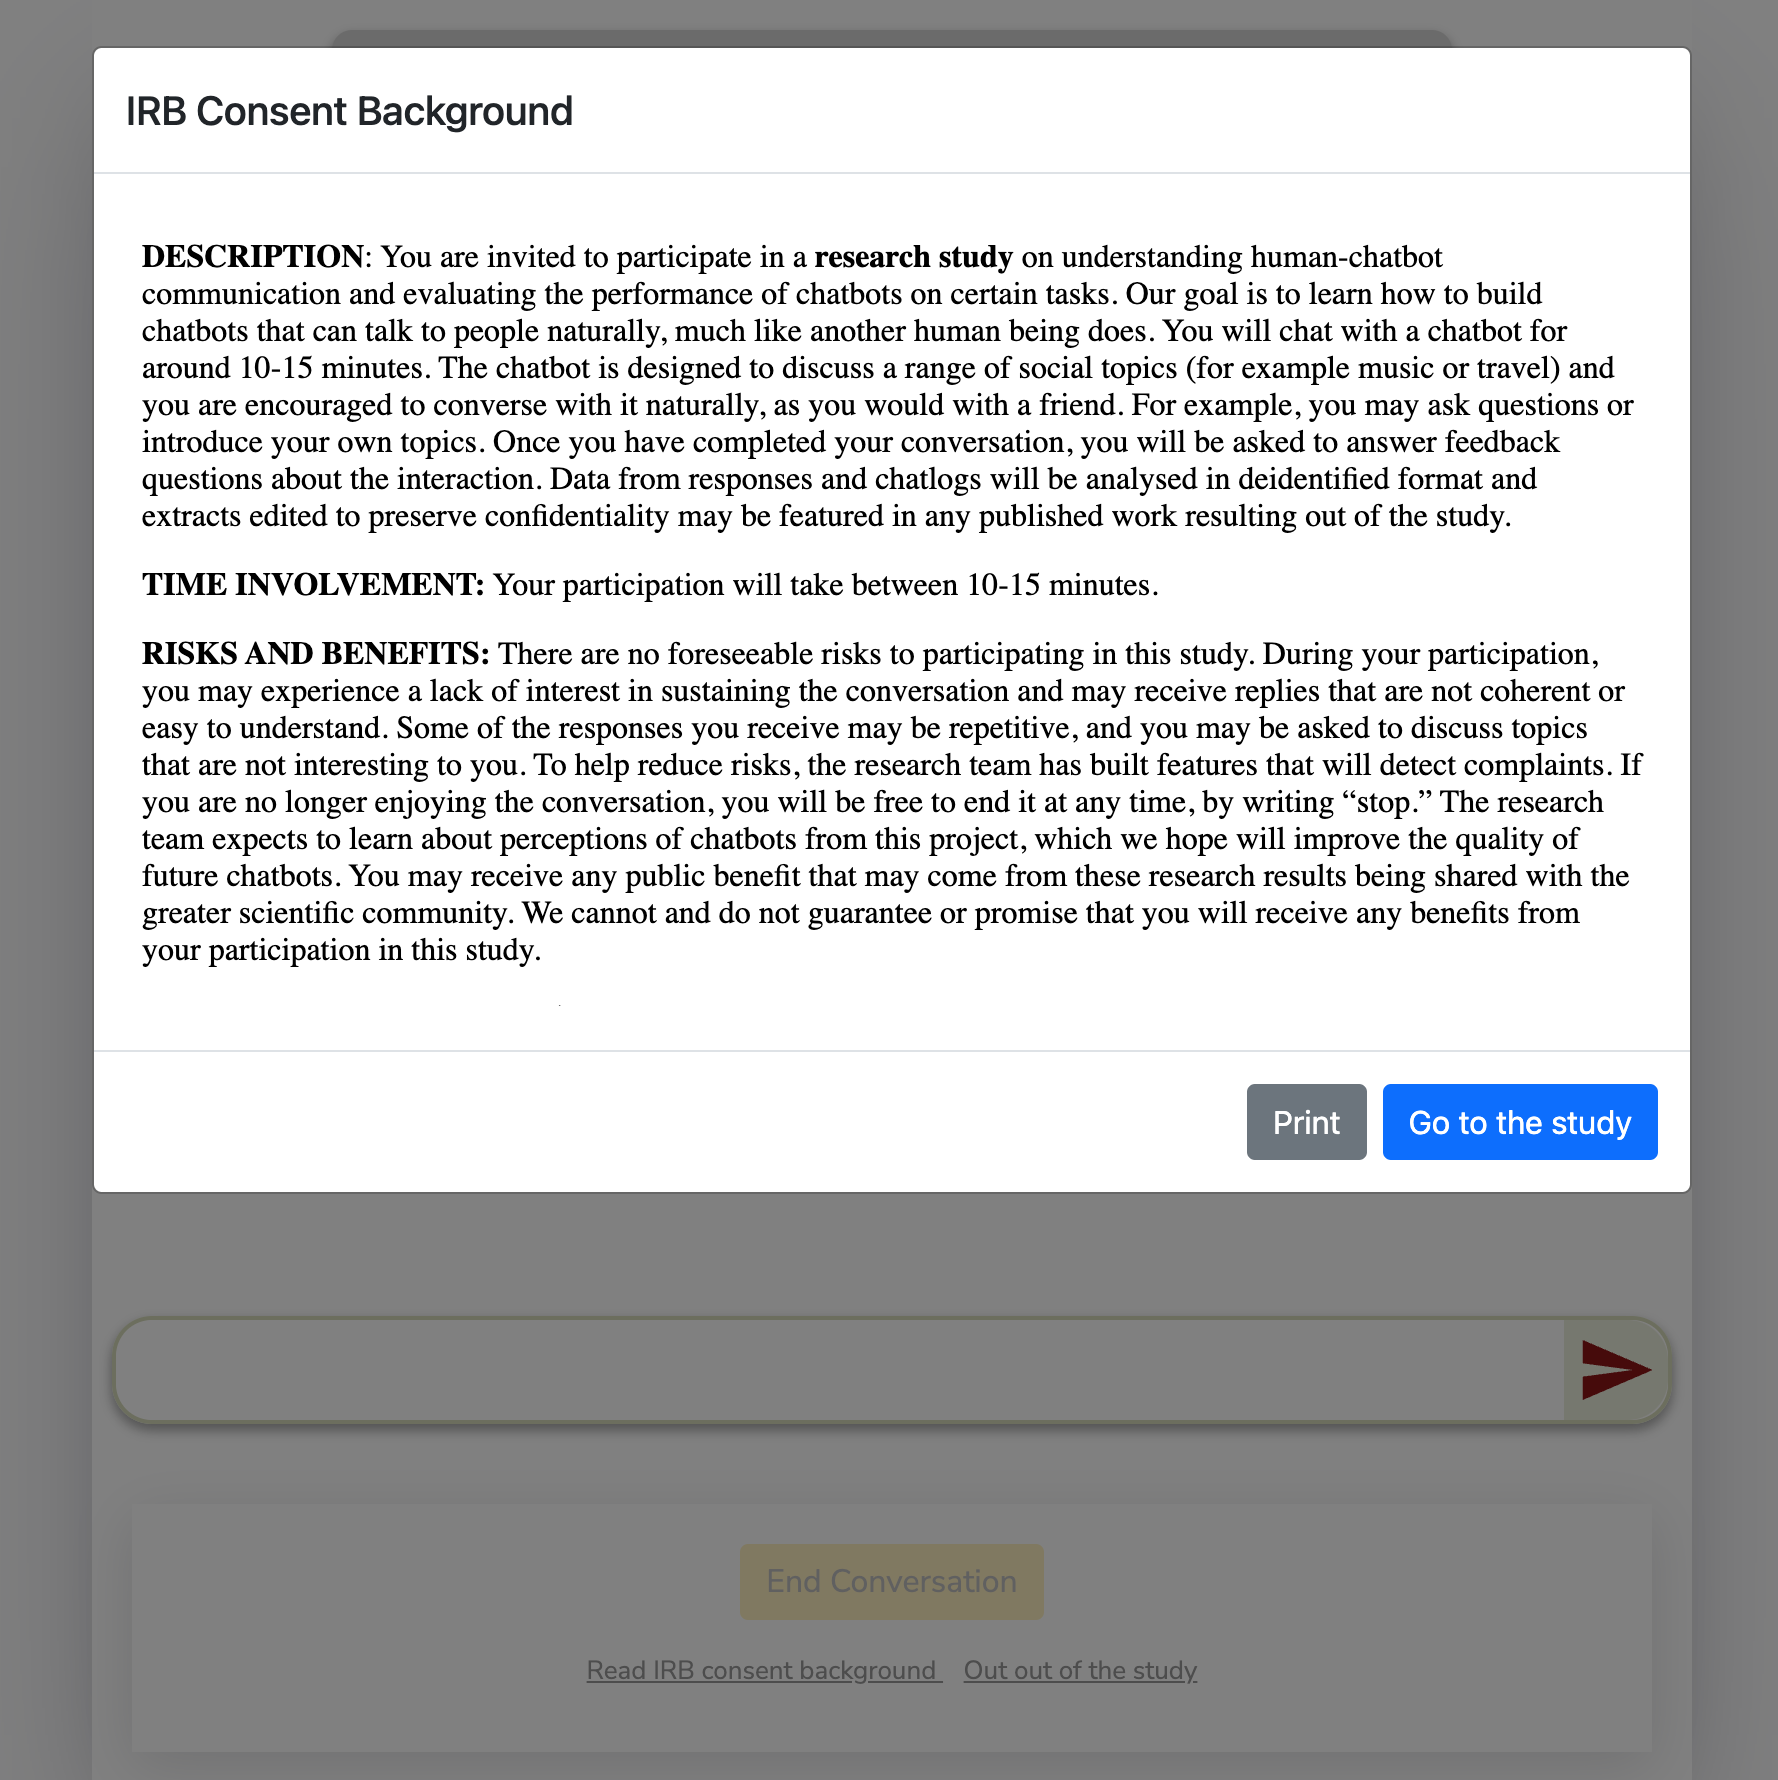 IRB Consent Background
DESCRIPTION: You are invited to participate in a research study on understanding human-chatbot
communication and evaluating the performance of chatbots on certain tasks. Our goal is to learn how to build
chatbots that can talk to people naturally, much like another human being does. You will chat with a chatbot for
around 10-15 minutes. The chatbot is designed to discuss a range of social topics (for example music or travel) and
you are encouraged to converse with it naturally, as you would with a friend. For example, you may ask questions or
introduce your own topics. Once you have completed your conversation, you will be asked to answer feedback
questions about the interaction. Data from responses and chatlogs will be analysed in deidentified format and
extracts edited to preserve confidentiality may be featured in any published work resulting out of the study.
TIME INVOLVEMENT: Your participation will take between 10-15 minutes.
RISKS AND BENEFITS: There are no foreseeable risks to participating in this study. During your participation,
you may experience a lack of interest in sustaining the conversation and may receive replies that are not coherent or
easy to understand. Some of the responses you receive may be repetitive, and you may be asked to discuss topics
that are not interesting to you. To help reduce risks, the research team has built features that will detect complaints. If
you are no longer enjoying the conversation, you will be free to end it at any time, by writing “stop.” The research
team expects to learn about perceptions of chatbots from this project, which we hope will improve the quality of
future chatbots. You may receive any public benefit that may come from these research results being shared with the
greater scientific community. We cannot and do not guarantee or promise that you will receive any benefits from
your participation in this study.
Print
Go to the study
End Conversation
Read IRB consent background
Out out of the study